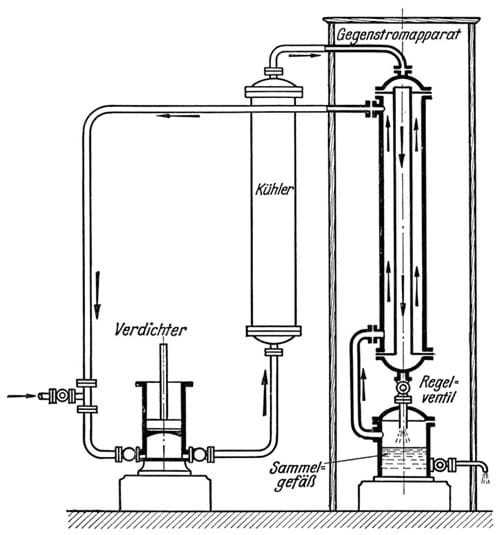 Gegenstromapparat
Kühler
Verdichter
Regel-
ventil
Sammel-
gefäß